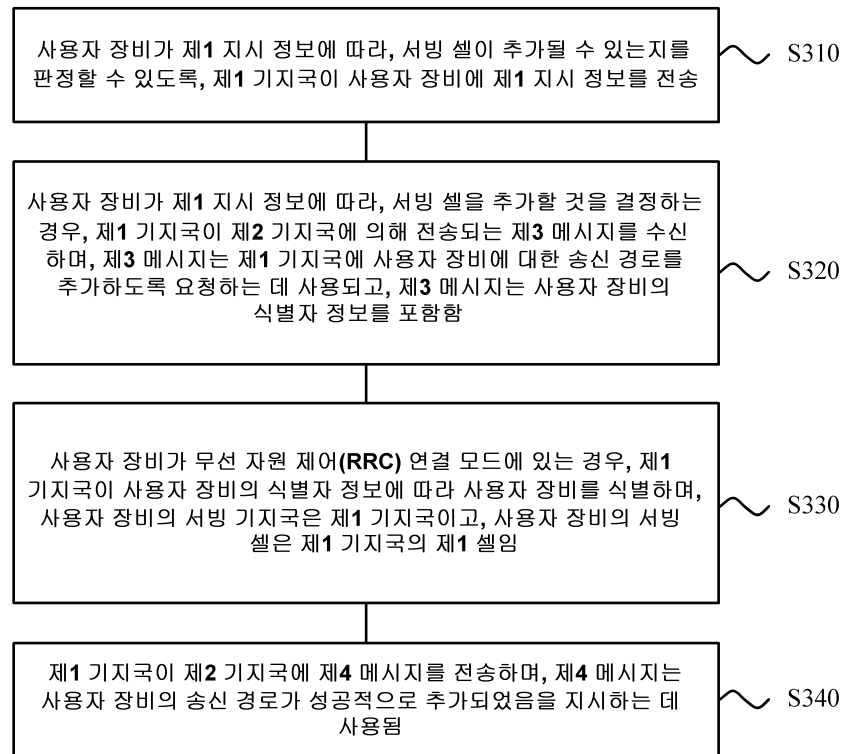 사용자 장비가 제1 지시 정보에 따라, 서빙 셀이 추가될 수 있는지를
판정할 수 있도록, 제1 기지국이 사용자 장비에 제1 지시 정보를 전송
S310
사용자 장비가 제1 지시 정보에 따라, 서빙 셀을 추가할 것을 결정하는
경우, 제1 기지국이 제2 기지국에 의해 전송되는 제3 메시지를 수신
하며, 제3 메시지는 제1 기지국에 사용자 장비에 대한 송신 경로를
추가하도록 요청하는 데 사용되고, 제3 메시지는 사용자 장비의
식별자 정보를 포함함
S320
사용자 장비가 무선 자원 제어(RRC) 연결 모드에 있는 경우, 제1
기지국이 사용자 장비의 식별자 정보에 따라 사용자 장비를 식별하며,
사용자 장비의 서빙 기지국은 제1 기지국이고, 사용자 장비의 서빙
셀은 제1 기지국의 제1 셀임
S330
제1 기지국이 제2 기지국에 제4 메시지를 전송하며, 제4 메시지는
사용자 장비의 송신 경로가 성공적으로 추가되었음을 지시하는 데
사용됨
S340